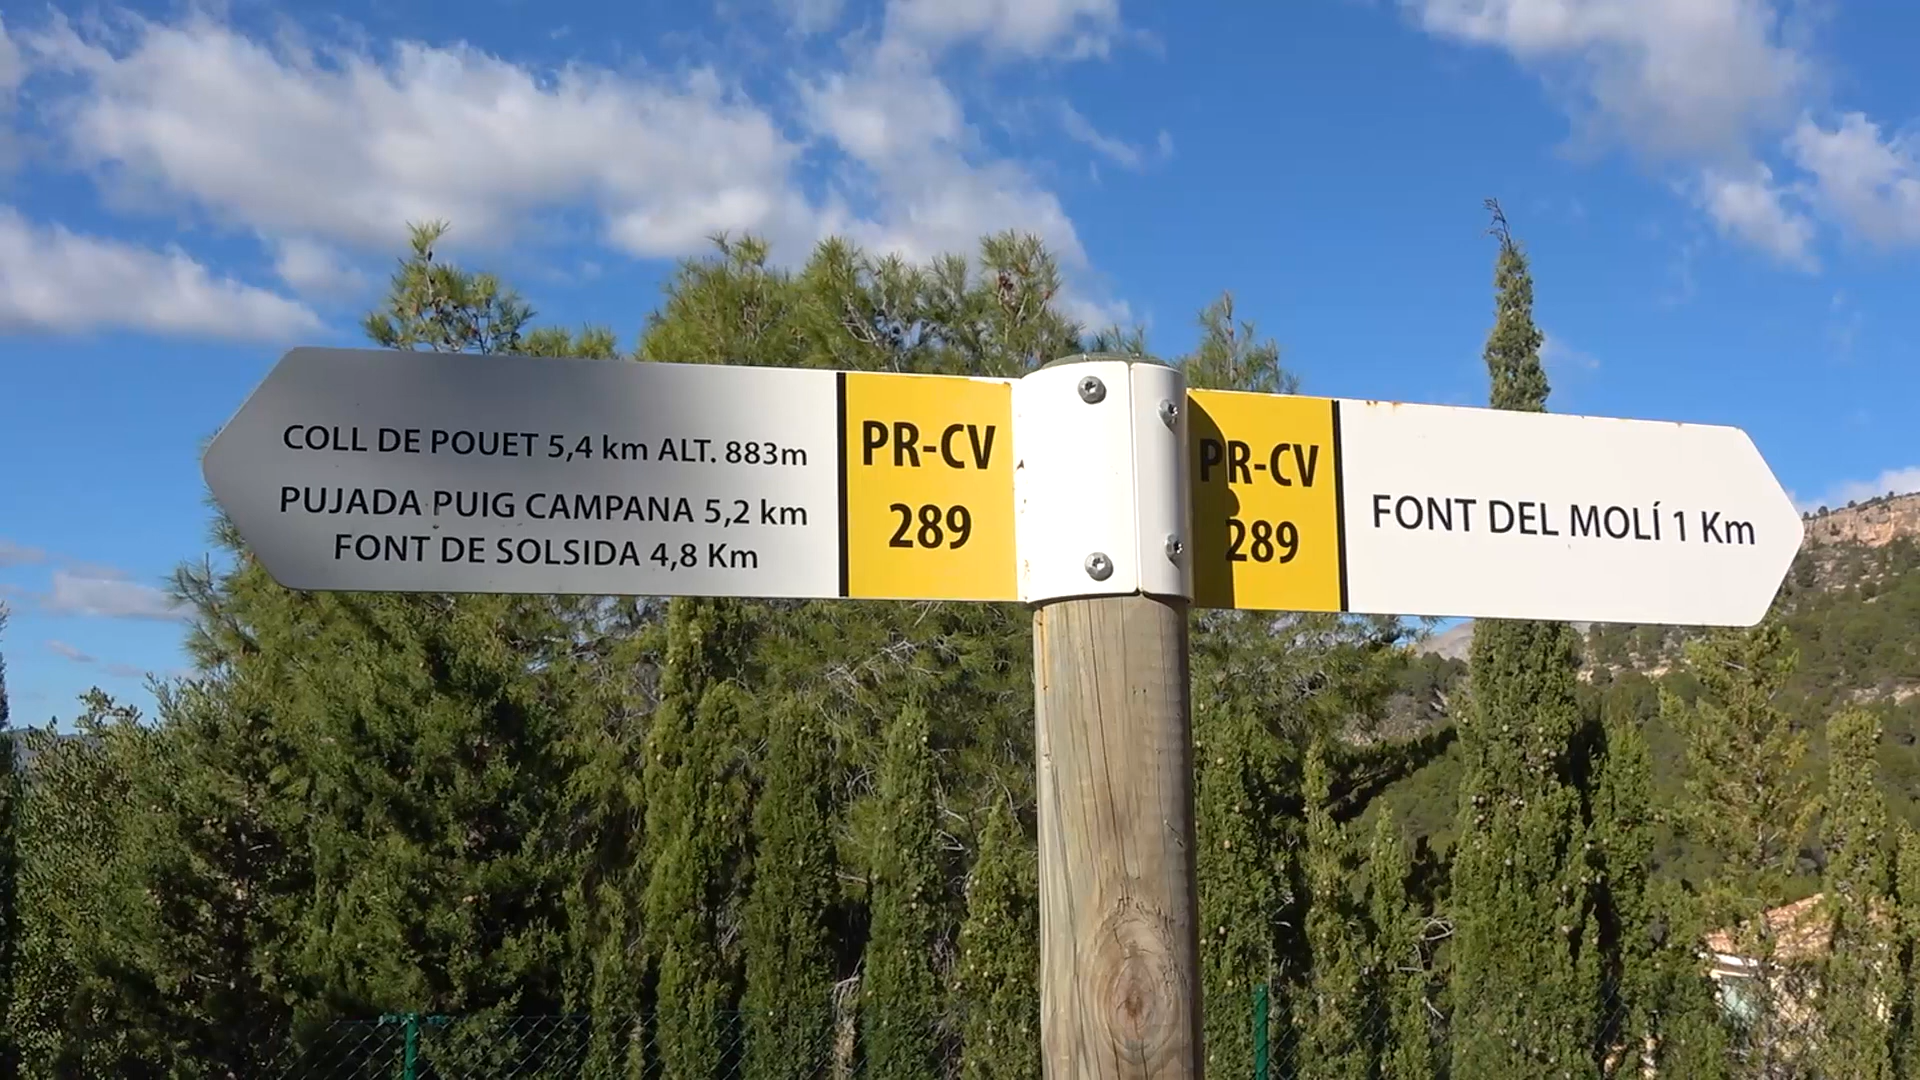 COLL DE POUET 5,4 km ALT. 883m
PUJADA PUIG CAMPANA 5,2 km
FONT DE SOLSIDA 4,8 Km
PR-CV
289
PR-CV
289
FONT DEL MOLÍ 1 Km